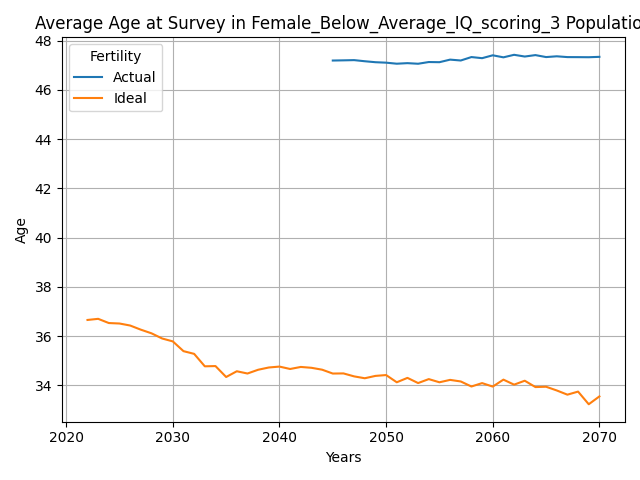 Average Age at Survey in Female_Below_Average_IQ_scoring_3 Populatio
Fertility
Actual
Ideal
48
46
44
42
40
38
36
34
Age
2020 2030 2040 2050 2060 2070
Years